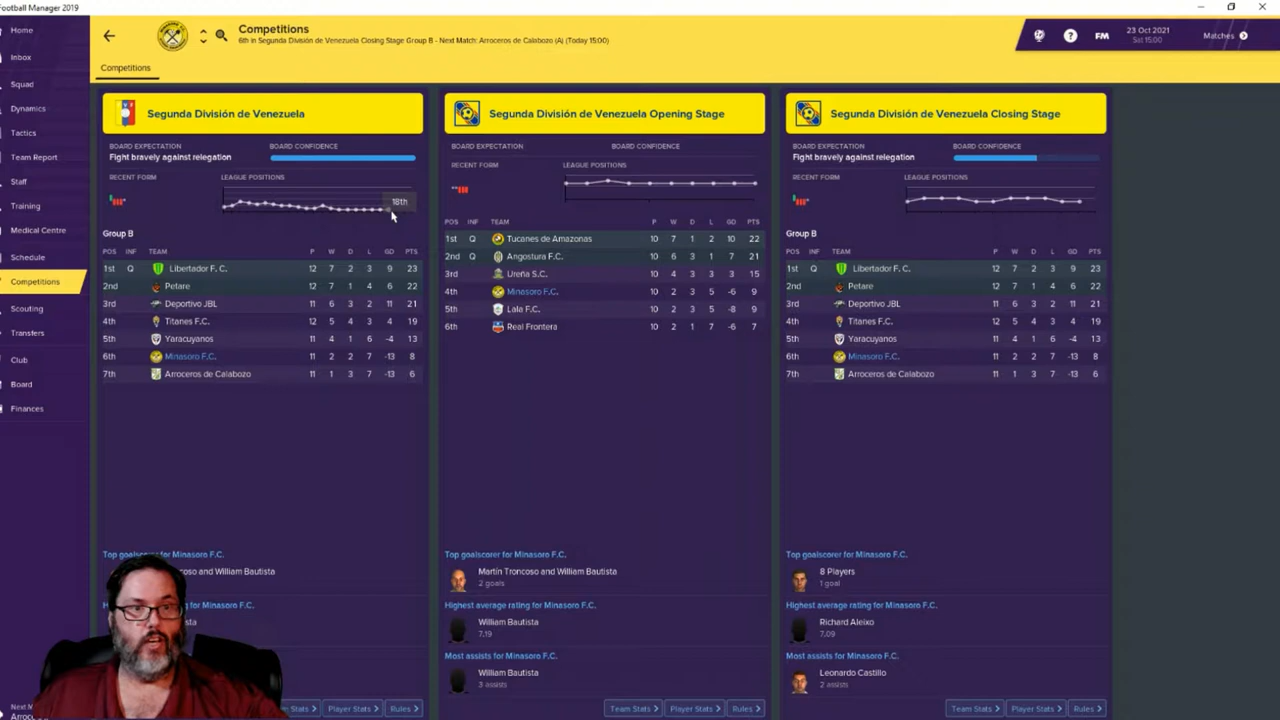 Football Manager 2019
Home
Inbox
Squad
Dynamics
Tactics
Team Report
Staff
Training
Medical Centre
Schedule
Competitions
Scouting
Transfers
Club
Board
Finances
Competitions
6th in Segunda División de Venezuela Closing Stage Group B - Next Match: Arroceros de Calabozo (A) (Today 15:00)
FM
23 Oct 2021
Sat 15:00
Matches
Competitions
Segunda División de Venezuela
BOARD EXPECTATION BOARD CONFIDENCE
Fight bravely against relegation
RECENT FORM LEAGUE POSITIONS
18th
Group B
POS INF TEAM P W D L GD PTS
1st Q Libertador F. C. 12 7 2 3 9 23
2nd Petare 12 7 1 4 6 22
3rd Deportivo JBL 11 6 3 2 11 21
4th Titanes F.C. 12 5 4 3 4 19
5th Yaracuyanos 11 4 1 6 -4 13
6th Minasoro F.C. 11 2 2 7 -13 8
7th Arroceros de Calabozo 11 1 3 7 -13 6
Top goalscorer for Minasoro F.C.
coso and William Bautista
asoro F.C.
F.C.
Stats
Player Stats
Rules
Segunda División de Venezuela Opening Stage
BOARD EXPECTATION BOARD CONFIDENCE
RECENT FORM LEAGUE POSITIONS
POS INF TEAM P W D L GD PTS
1st Q Tucanes de Amazonas 10 7 1 2 10 22
2nd Q Angostura F.C. 10 6 3 1 7 21
3rd Ureña S.C. 10 4 3 3 3 15
4th Minasoro F.C. 10 2 3 5 -6 9
5th Lala F.C. 10 2 3 5 -8 9
6th Real Frontera 10 2 1 7 -6 7
Top goalscorer for Minasoro F.C.
Martín Troncoso and William Bautista
2 goals
Highest average rating for Minasoro F.C.
William Bautista
7.19
Most assists for Minasoro F.C.
William Bautista
3 assists
Team Stats
Player Stats
Rules
Segunda División de Venezuela Closing Stage
BOARD EXPECTATION BOARD CONFIDENCE
Fight bravely against relegation
RECENT FORM LEAGUE POSITIONS
Group B
POS INF TEAM P W D L GD PTS
1st Q Libertador F. C. 12 7 2 3 9 23
2nd Petare 12 7 1 4 6 22
3rd Deportivo JBL 11 6 3 2 11 21
4th Titanes F.C. 12 5 4 3 4 19
5th Yaracuyanos 11 4 1 6 -4 13
6th Minasoro F.C. 11 2 2 7 -13 8
7th Arroceros de Calabozo 11 1 3 7 -13 6
Top goalscorer for Minasoro F.C.
8 Players
1 goal
Highest average rating for Minasoro F.C.
Richard Aleixo
7.09
Most assists for Minasoro F.C.
Leonardo Castillo
2 assists
Team Stats
Player Stats
Rules